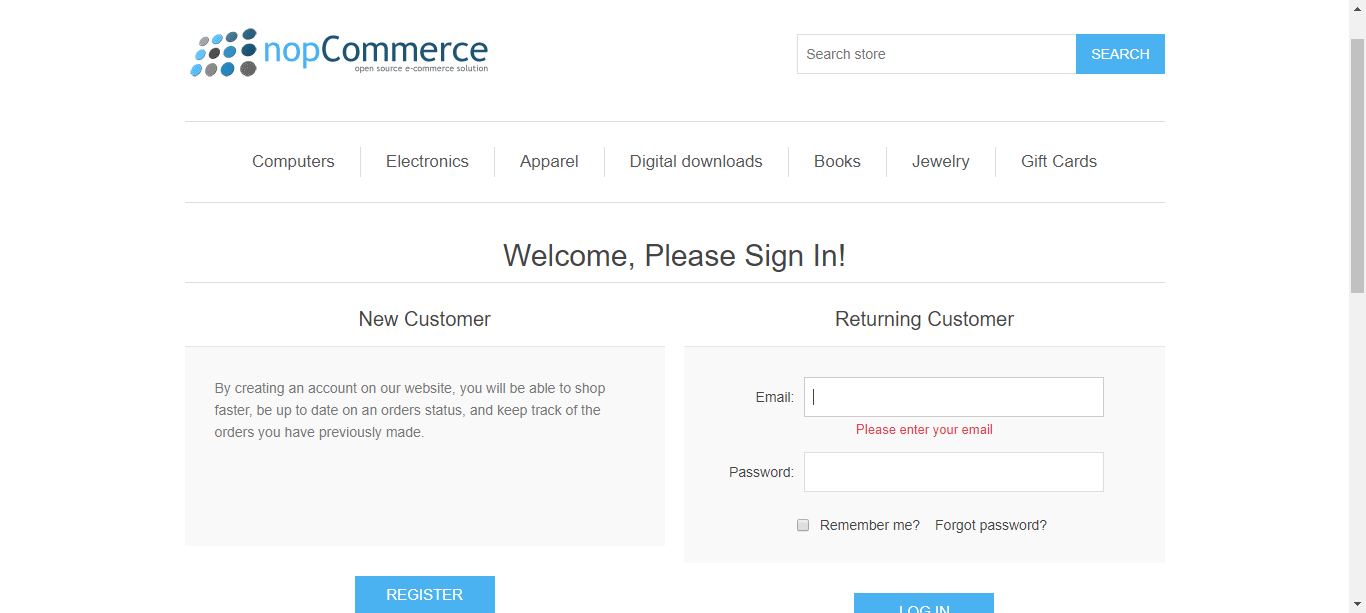 nopCommerce
open source e-commerce solution
Search store
SEARCH
Computers
Electronics
Apparel
Digital downloads
Books
Jewelry
Gift Cards
Welcome, Please Sign In!
New Customer
By creating an account on our website, you will be able to shop
faster, be up to date on an orders status, and keep track of the
orders you have previously made.
REGISTER
Returning Customer
Email:
Please enter your email
Password:
Remember me?
Forgot password?
LOG IN